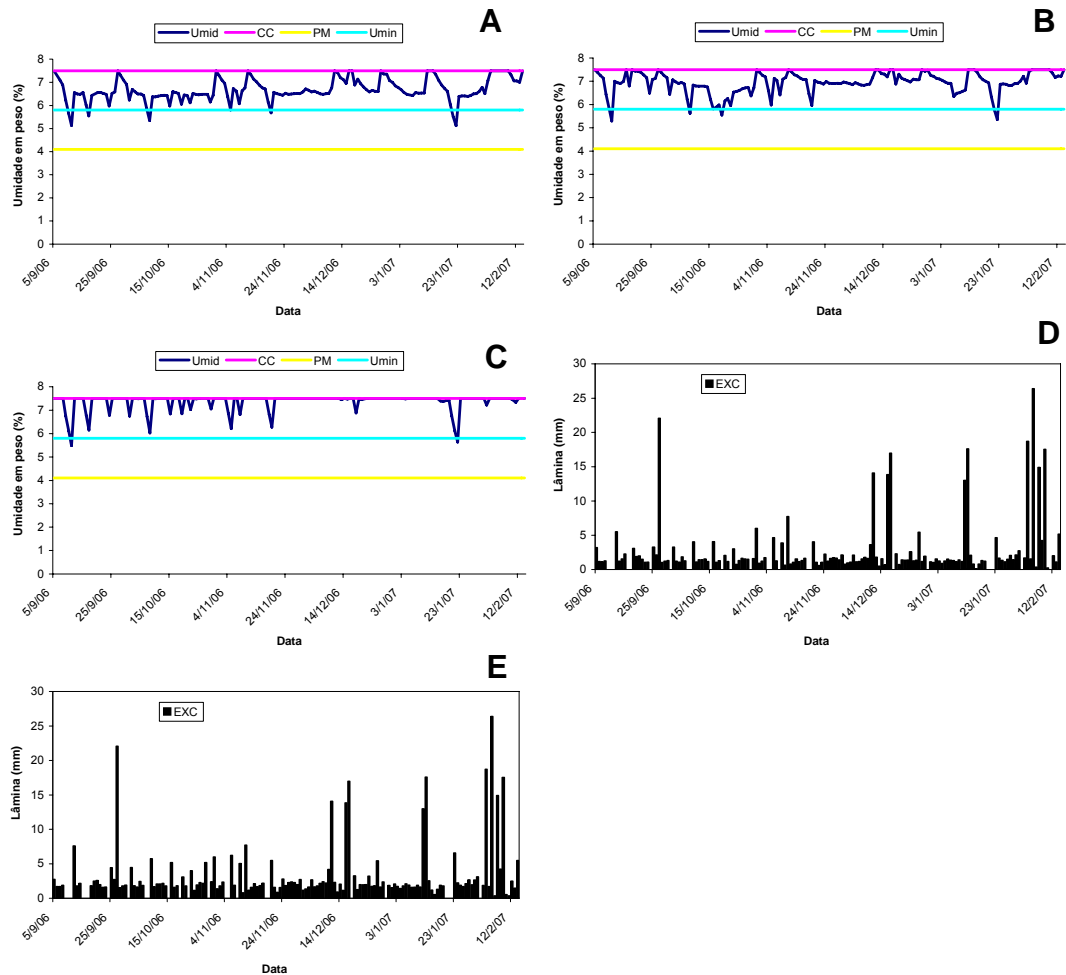 Umid CC PM Umin
A
Umidade em peso (%)
8
7
6
5
4
3
2
1
0
5/9/06 25/9/06 15/10/06 4/11/06 24/11/06 14/12/06 3/1/07 23/1/07 12/2/07
Data
Umid CC PM Umin
B
Umidade em peso (%)
8
7
6
5
4
3
2
1
0
5/9/06 25/9/06 15/10/06 4/11/06 24/11/06 14/12/06 3/1/07 23/1/07 12/2/07
Data
Umid CC PM Umin
C
Umidade em peso (%)
8
7
6
5
4
3
2
1
0
5/9/06 25/9/06 15/10/06 4/11/06 24/11/06 14/12/06 3/1/07 23/1/07 12/2/07
Data
D
EXC
Lâmina (mm)
30
25
20
15
10
5
0
5/9/06 25/9/06 15/10/06 4/11/06 24/11/06 14/12/06 3/1/07 23/1/07 12/2/07
Data
E
EXC
Lâmina (mm)
30
25
20
15
10
5
0
5/9/06 25/9/06 15/10/06 4/11/06 24/11/06 14/12/06 3/1/07 23/1/07 12/2/07
Data